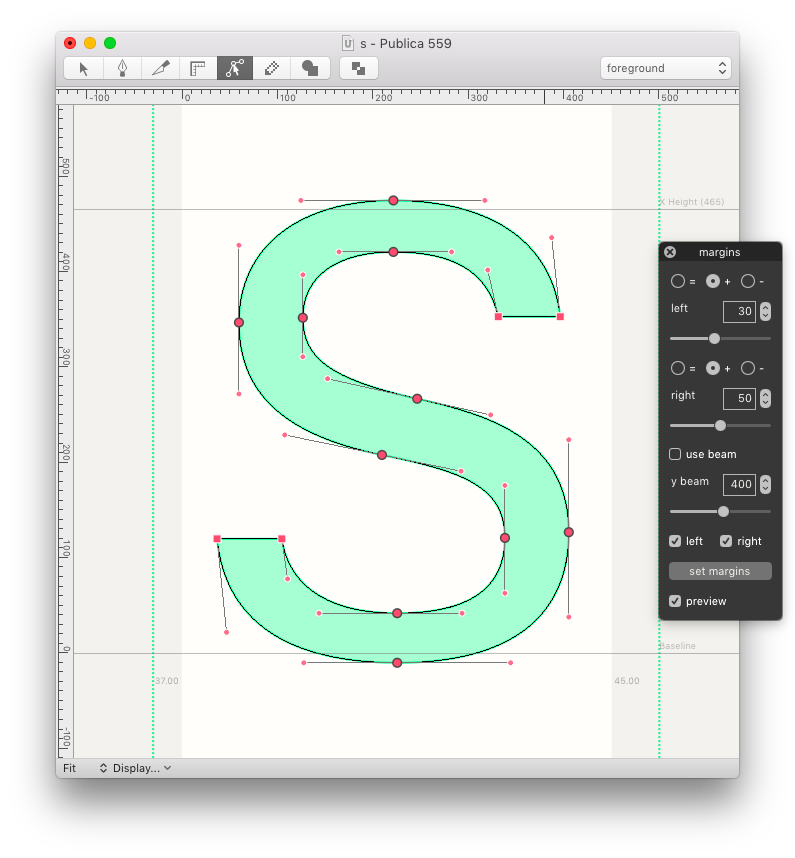 s - Publica 559
foreground
-100 0 100 200 300 400 500
500
400
300
200
100
0
-100
X Height (465)
Baseline
37.00
45.00
margins
= + -
left 30
= + -
right 50
use beam
y beam 400
left right
set margins
preview
Fit Display...